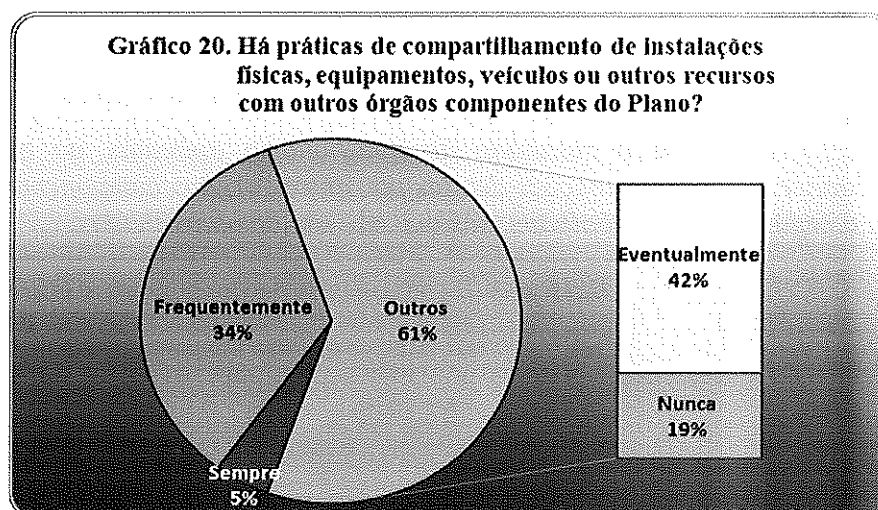 Gráfico 20. Há práticas de compartilhamento de instalações
físicas, equipamentos, veículos ou outros recursos
com outros órgãos componentes do Plano?
Frequentemente
34%
Outros
61%
Sempre
5%
Eventualmente
42%
Nunca
19%